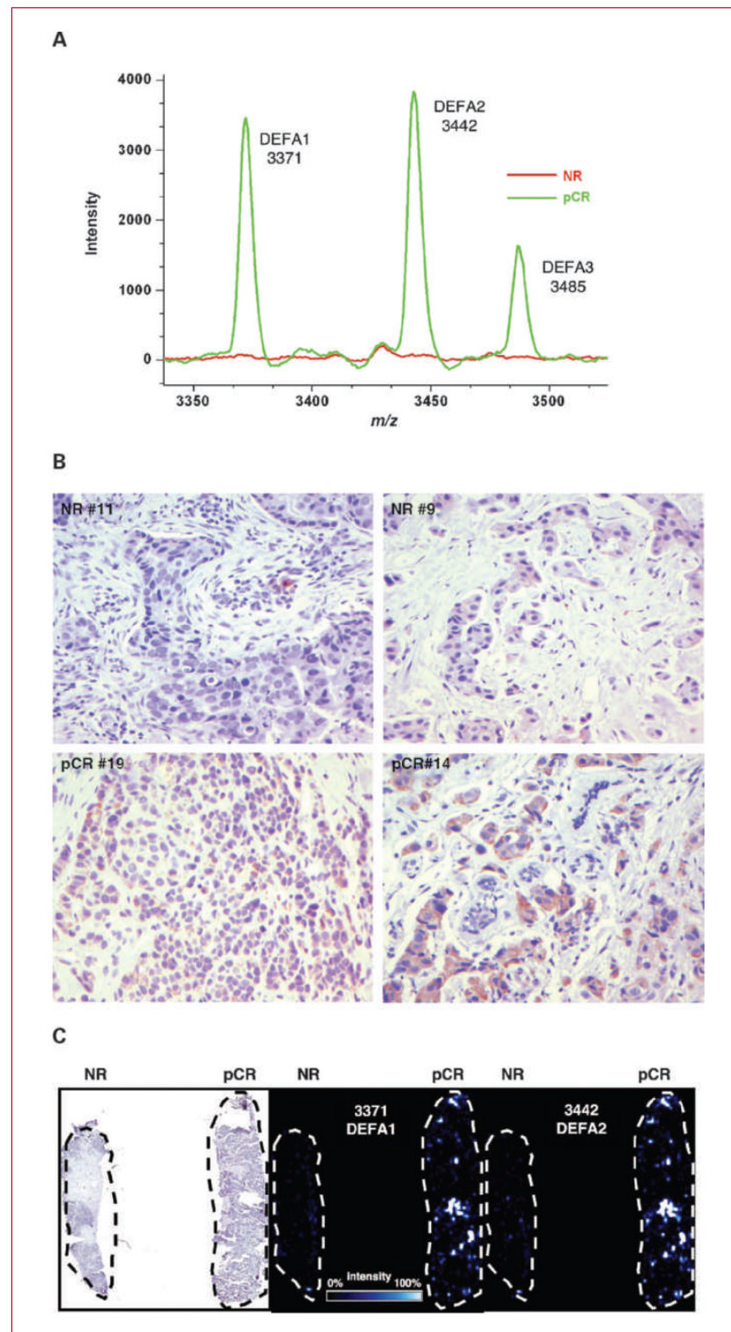 A
4000
3000
2000
1000
0
Intensity
DEFA1
3371
DEFA2
3442
DEFA3
3485
NR
pCR
3350
3400
3450
3500
m/z
B
NR #11
NR #9
pCR #19
pCR#14
C
NR
pCR
NR
pCR
NR
pCR
3371
DEFA1
3442
DEFA2
Intensity
0%
100%